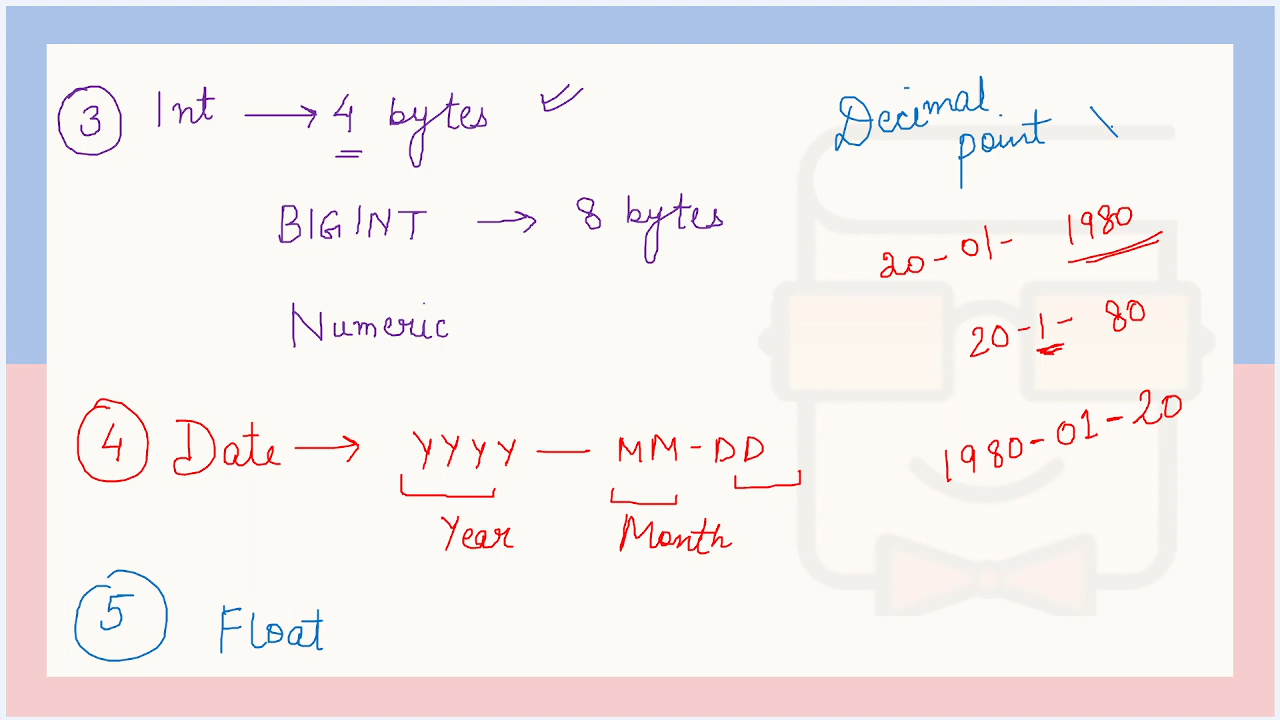 ③ Int → 4 bytes
BIGINT → 8 bytes
Numeric
④ Date → YYYY — MM - DD
Year Month
⑤ Float
Decimal
point
20-01- 1980
20-1- 80
1980-01-20